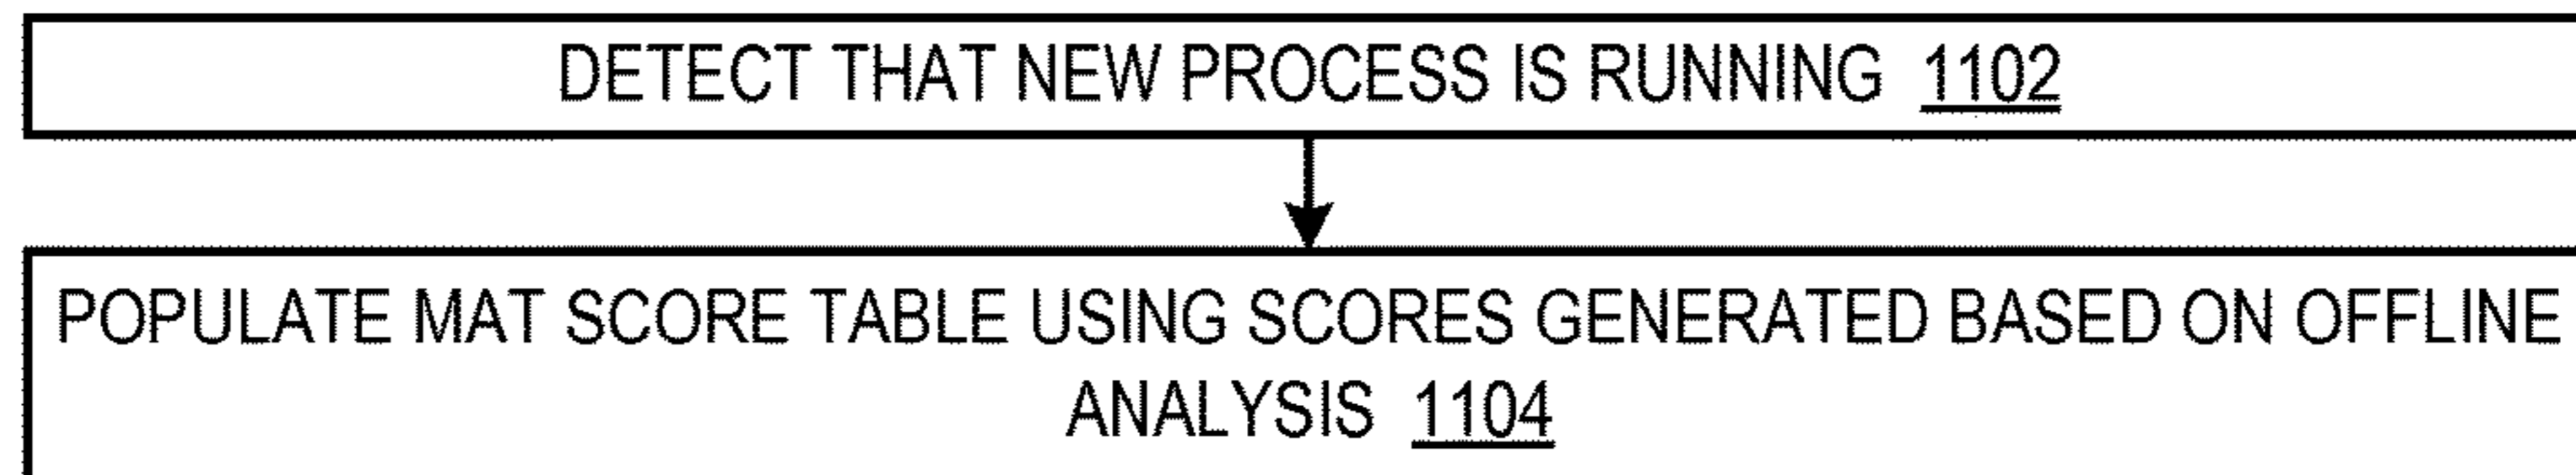 DETECT THAT NEW PROCESS IS RUNNING 1102
POPULATE MAT SCORE TABLE USING SCORES GENERATED BASED ON OFFLINE
ANALYSIS 1104